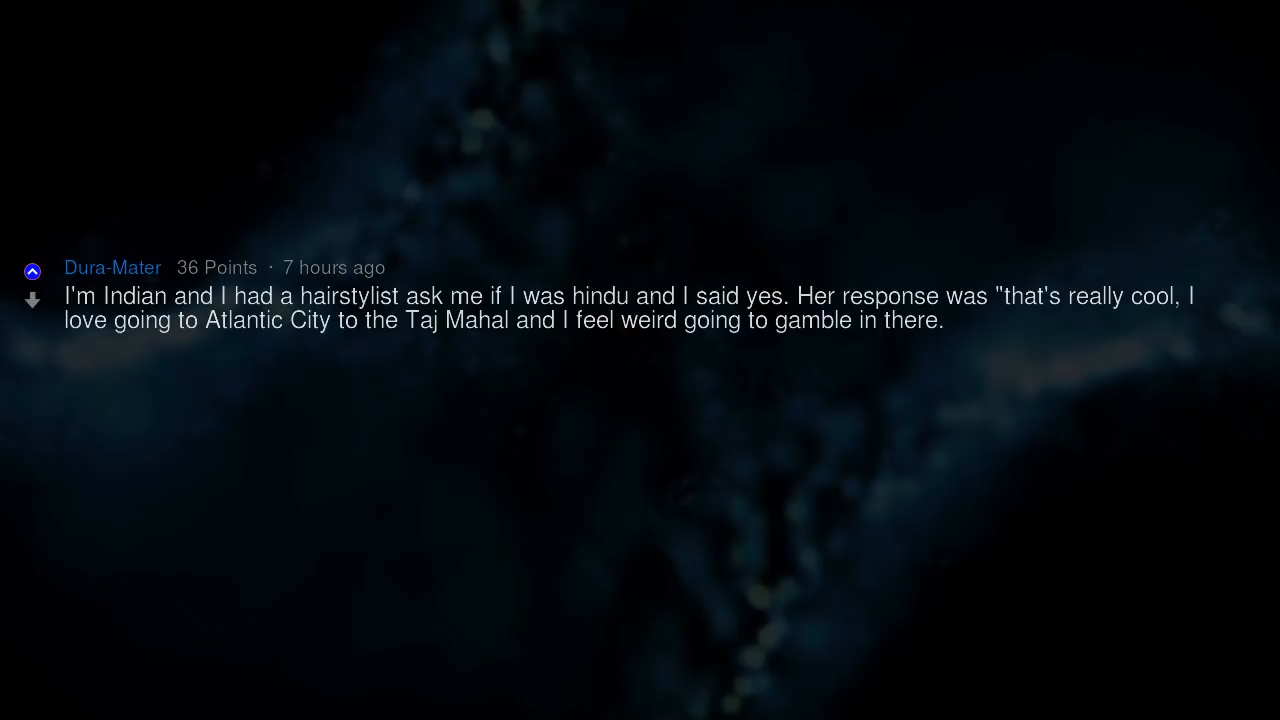 Dura-Mater 36 Points · 7 hours ago
I'm Indian and I had a hairstylist ask me if I was hindu and I said yes. Her response was "that's really cool, I
love going to Atlantic City to the Taj Mahal and I feel weird going to gamble in there.